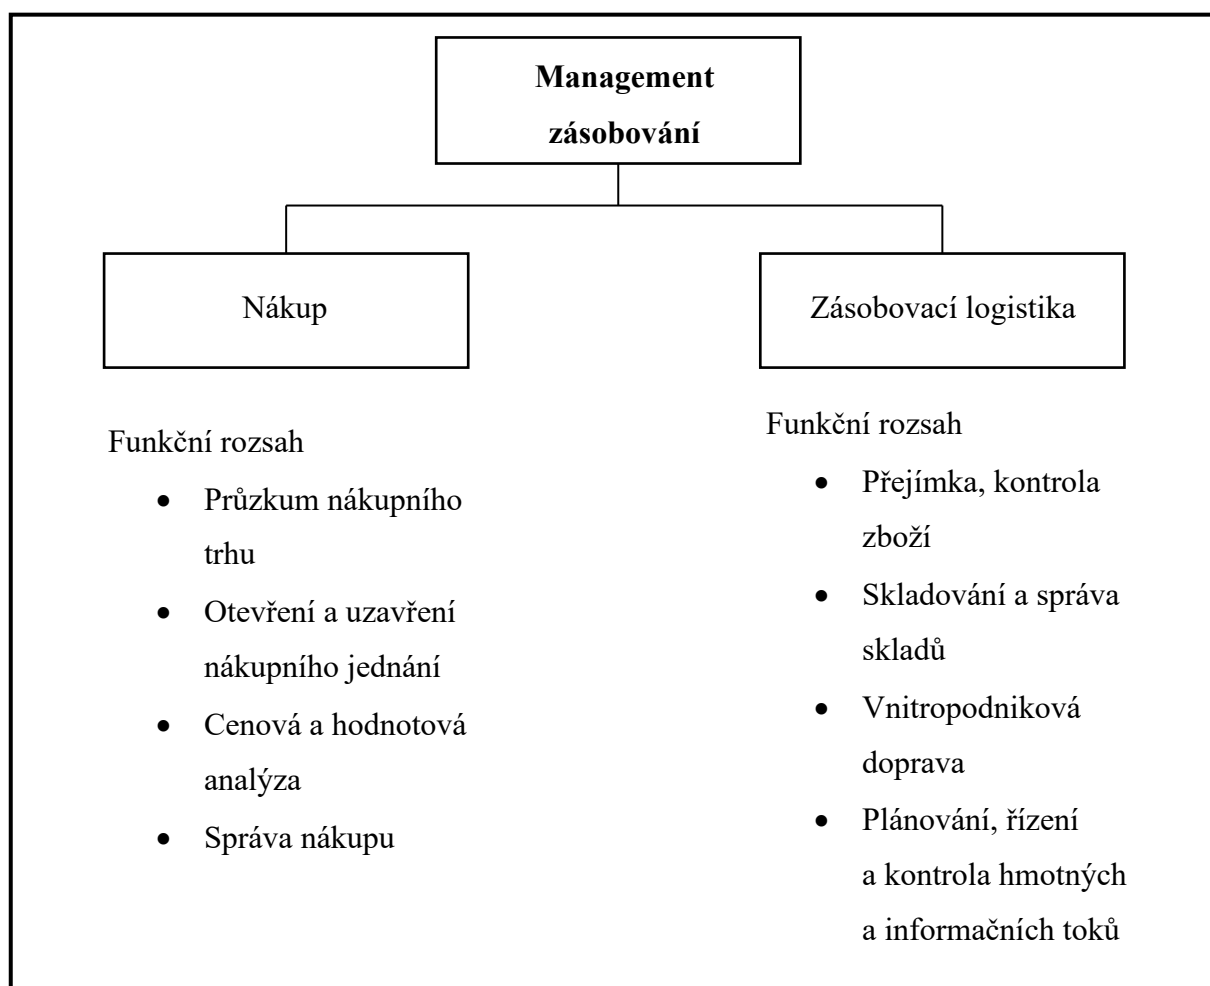 Management
zásobování
Nákup
Zásobovací logistika
Funkční rozsah
• Průzkum nákupního
trhu
• Otevření a uzavření
nákupního jednání
• Cenová a hodnotová
analýza
• Správa nákupu
Funkční rozsah
• Přejímka, kontrola
zboží
• Skladování a správa
skladů
• Vnitropodniková
doprava
• Plánování, řízení
a kontrola hmotných
a informačních toků